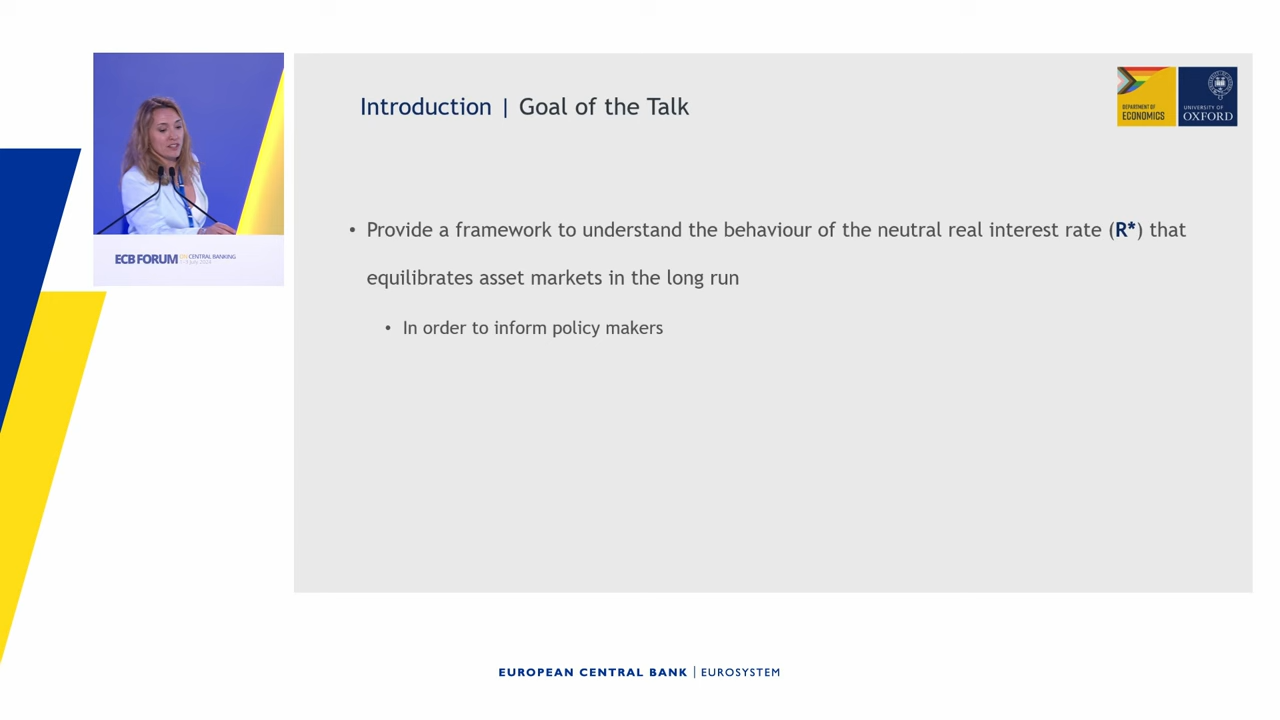 Introduction | Goal of the Talk
DEPARTMENT OF
ECONOMICS
UNIVERSITY OF
OXFORD
• Provide a framework to understand the behaviour of the neutral real interest rate (R*) that
equilibrates asset markets in the long run
• In order to inform policy makers
ECB FORUM ON CENTRAL BANKING
July 2024
EUROPEAN CENTRAL BANK | EUROSYSTEM